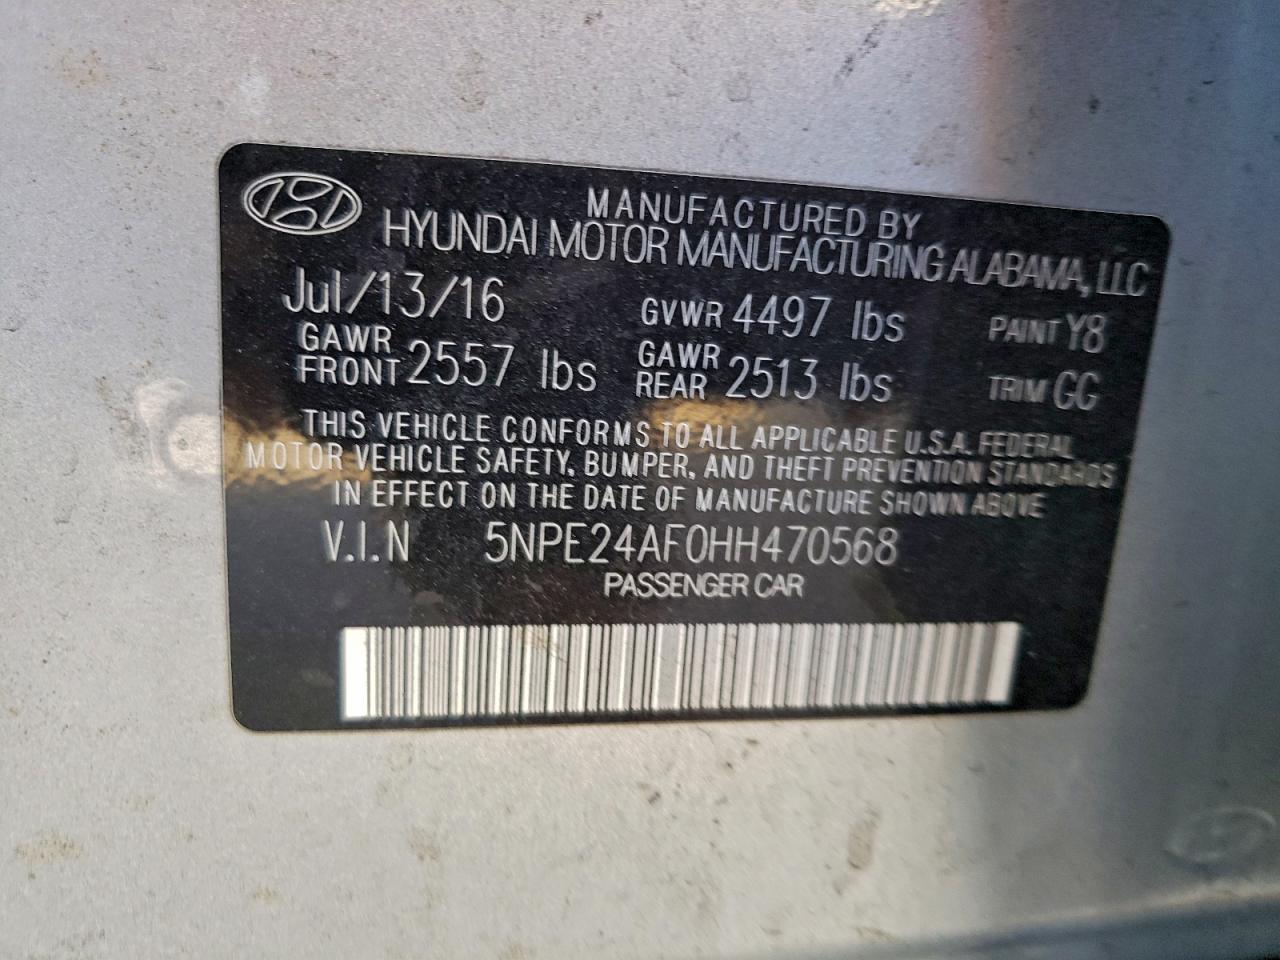 MANUFACTURED BY
HYUNDAI MOTOR MANUFACTURING ALABAMA, LLC
Jul/13/16 GVWR 4497 lbs PAINT Y8
GAWR FRONT 2557 lbs GAWR REAR 2513 lbs TRIM GG
THIS VEHICLE CONFORMS TO ALL APPLICABLE U.S.A. FEDERAL
MOTOR VEHICLE SAFETY, BUMPER, AND THEFT PREVENTION STANDARDS
IN EFFECT ON THE DATE OF MANUFACTURE SHOWN ABOVE
V.I.N 5NPE24AF0HH470568
PASSENGER CAR